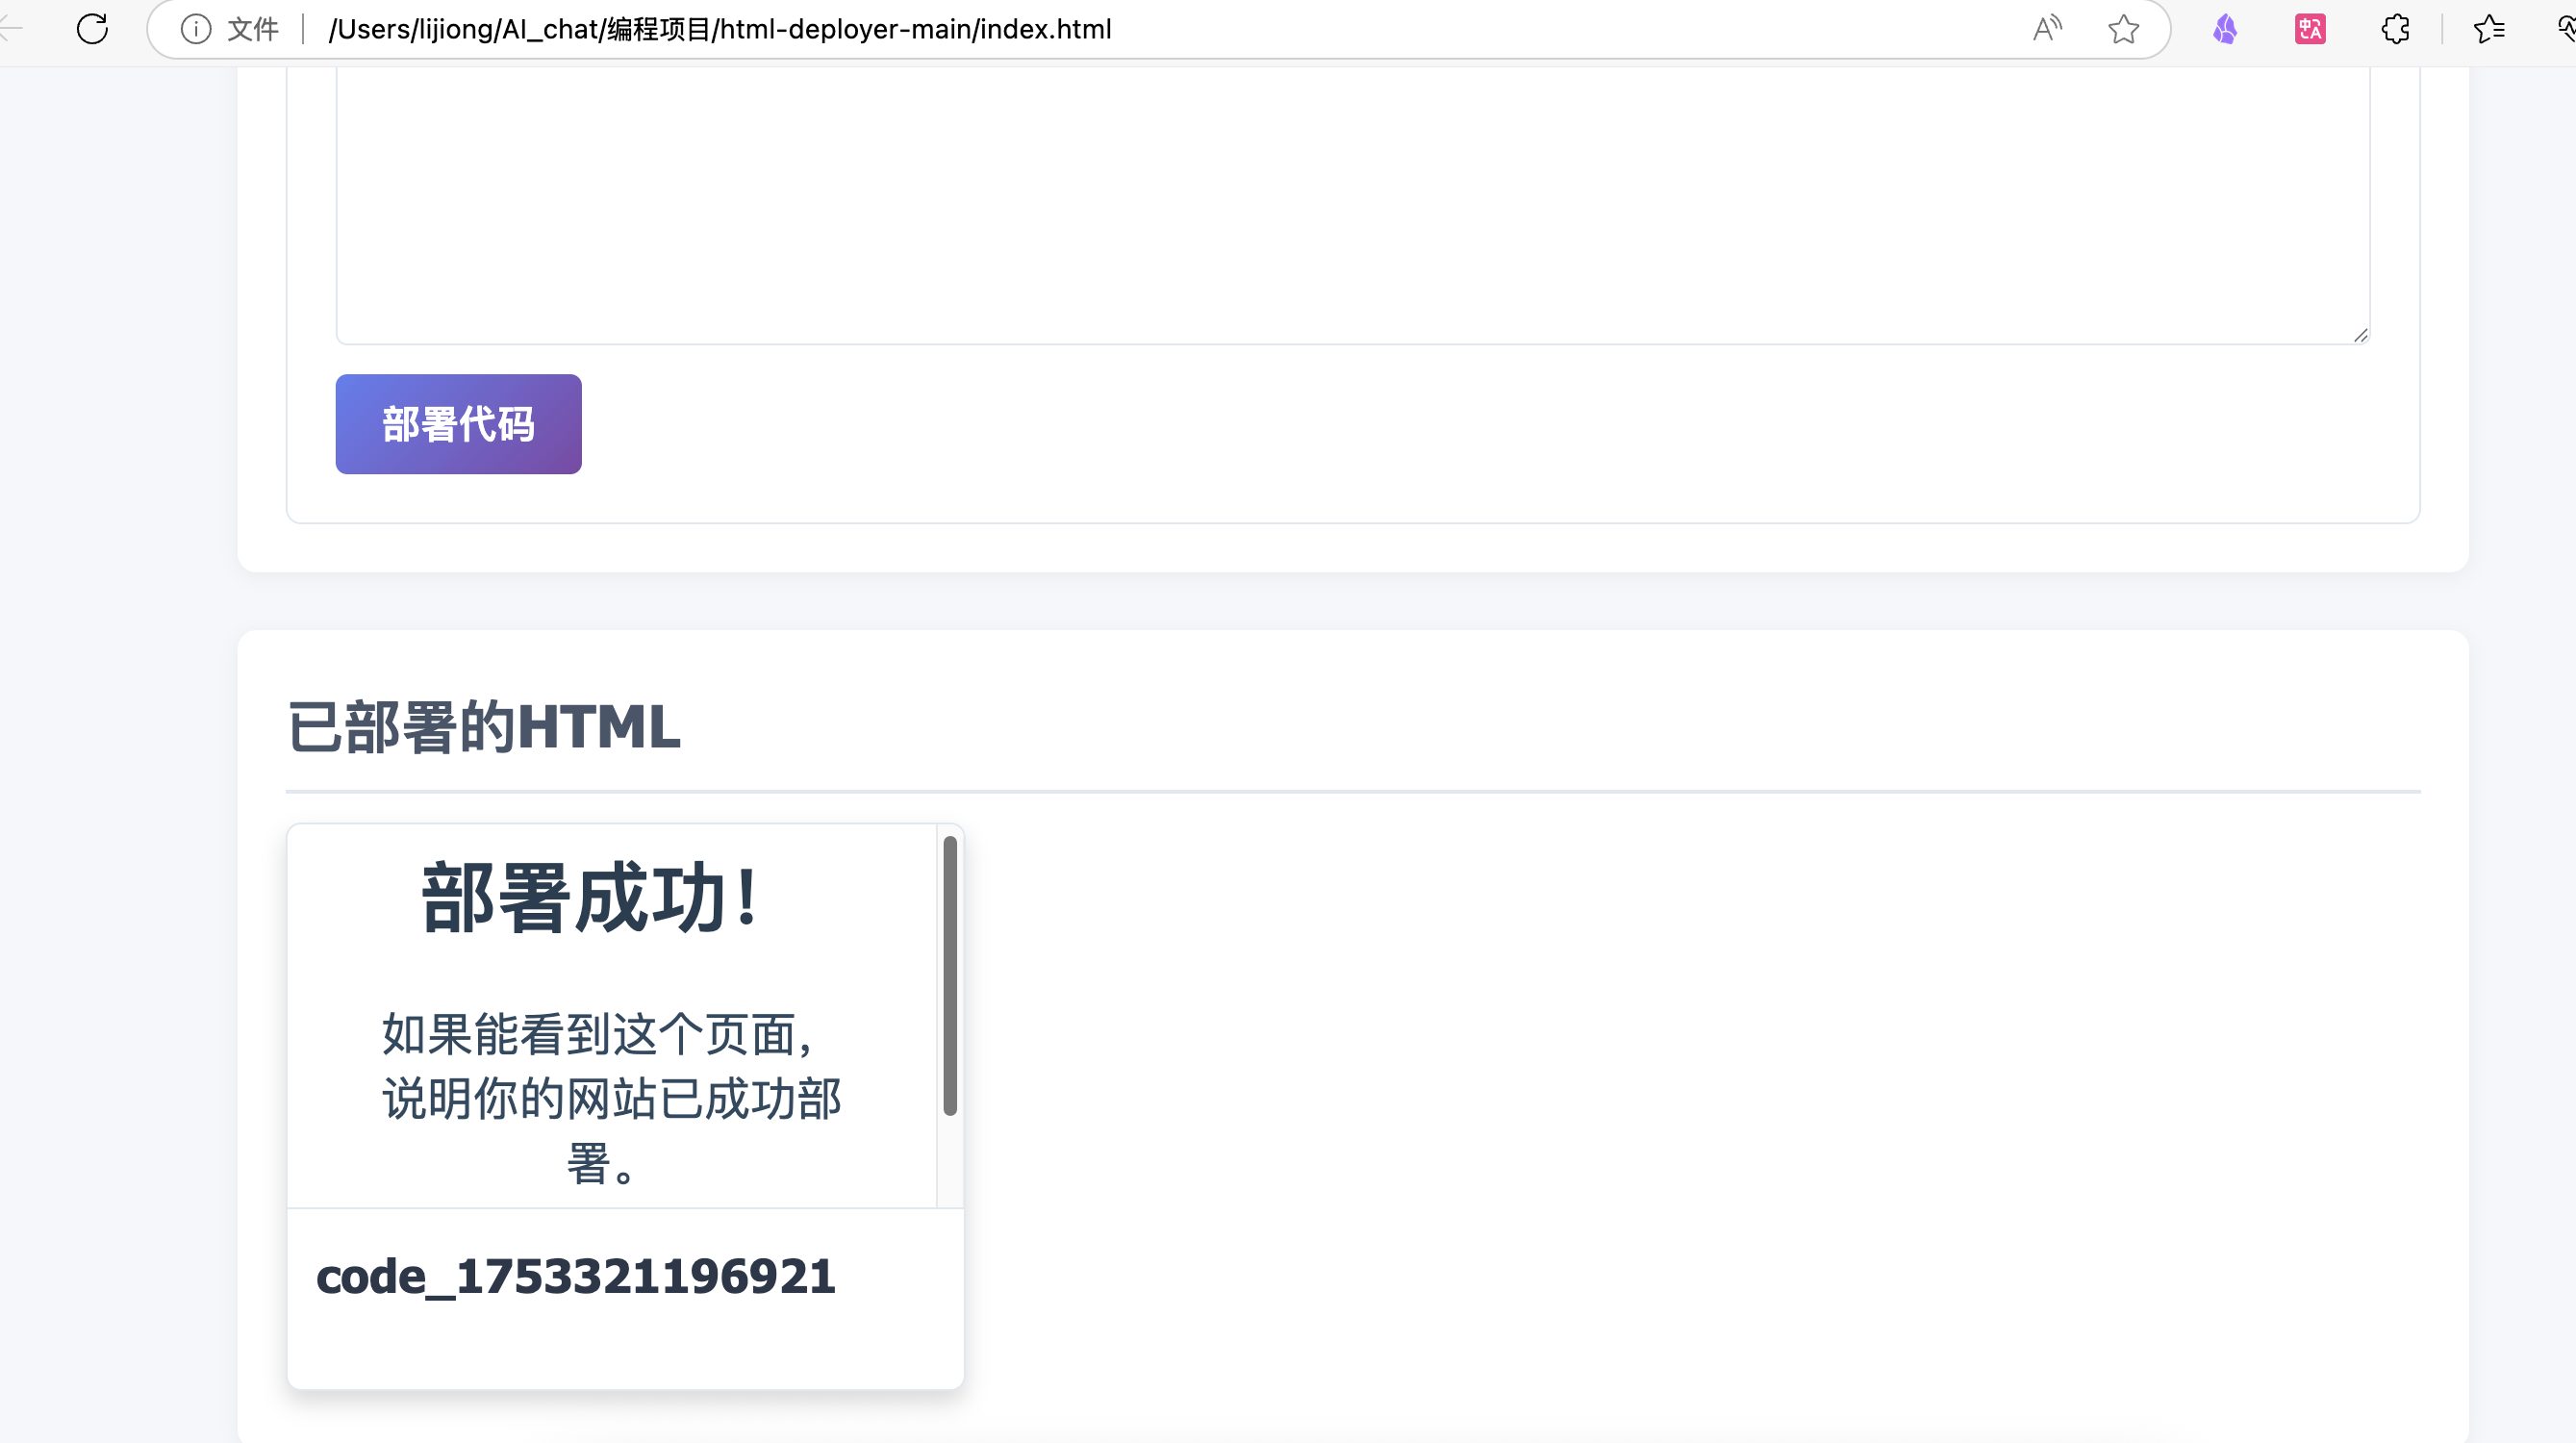 文件
/Users/lijiong/AI_chat/编程项目/html-deployer-main/index.html
部署代码
已部署的HTML
部署成功！
如果能看到这个页面，
说明你的网站已成功部
署。
code_1753321196921